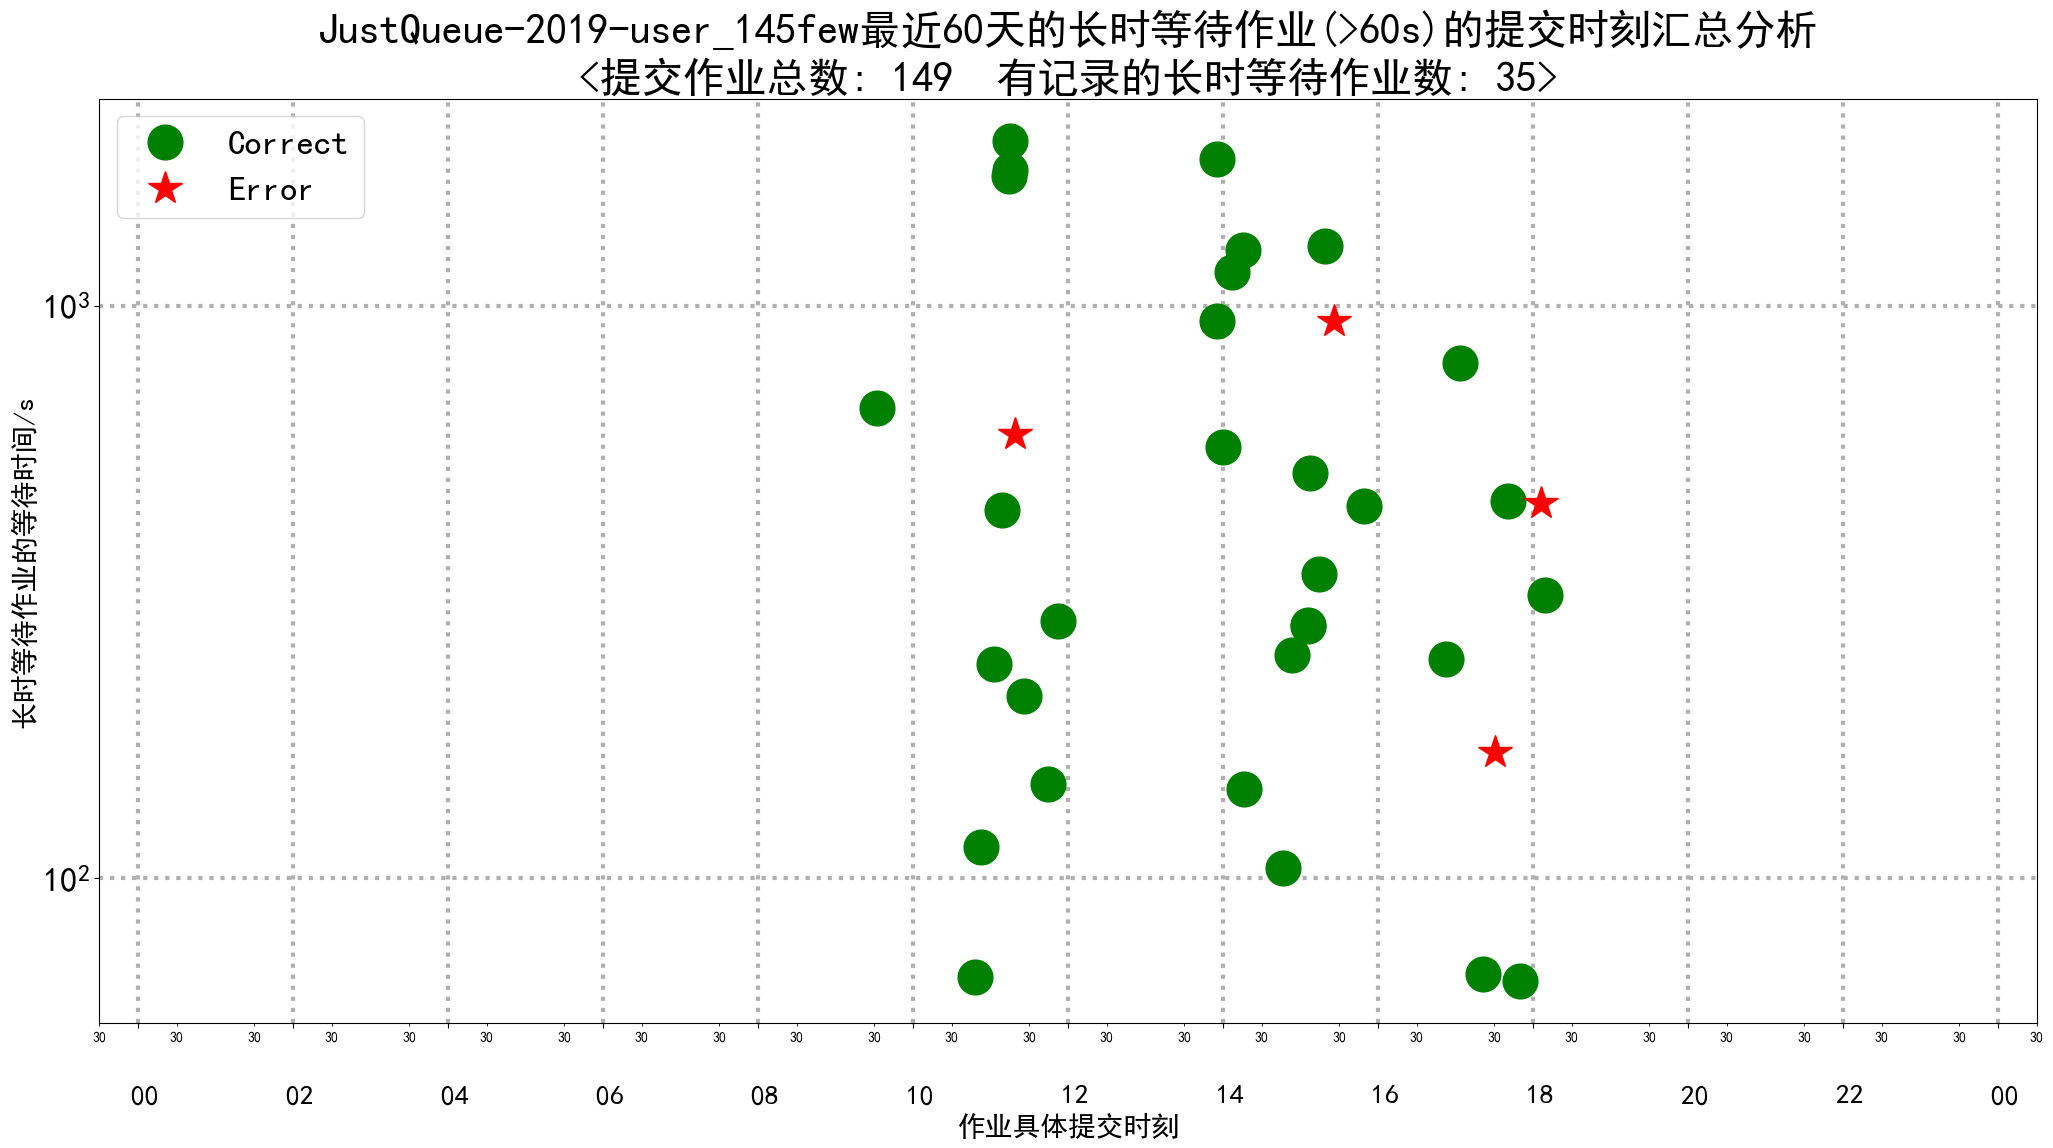 JustQueue-2019-user_145few最近60天的长时等待作业(>60s)的提交时刻汇总分析
<提交作业总数: 149  有记录的长时等待作业数: 35>
Correct
Error
10³
10²
长时等待作业的等待时间/s
30 30 30 30 30 30 30 30 30 30 30 30 30 30 30 30 30 30 30 30 30 30 30 30 30 30
00 02 04 06 08 10 12 14 16 18 20 22 00
作业具体提交时刻